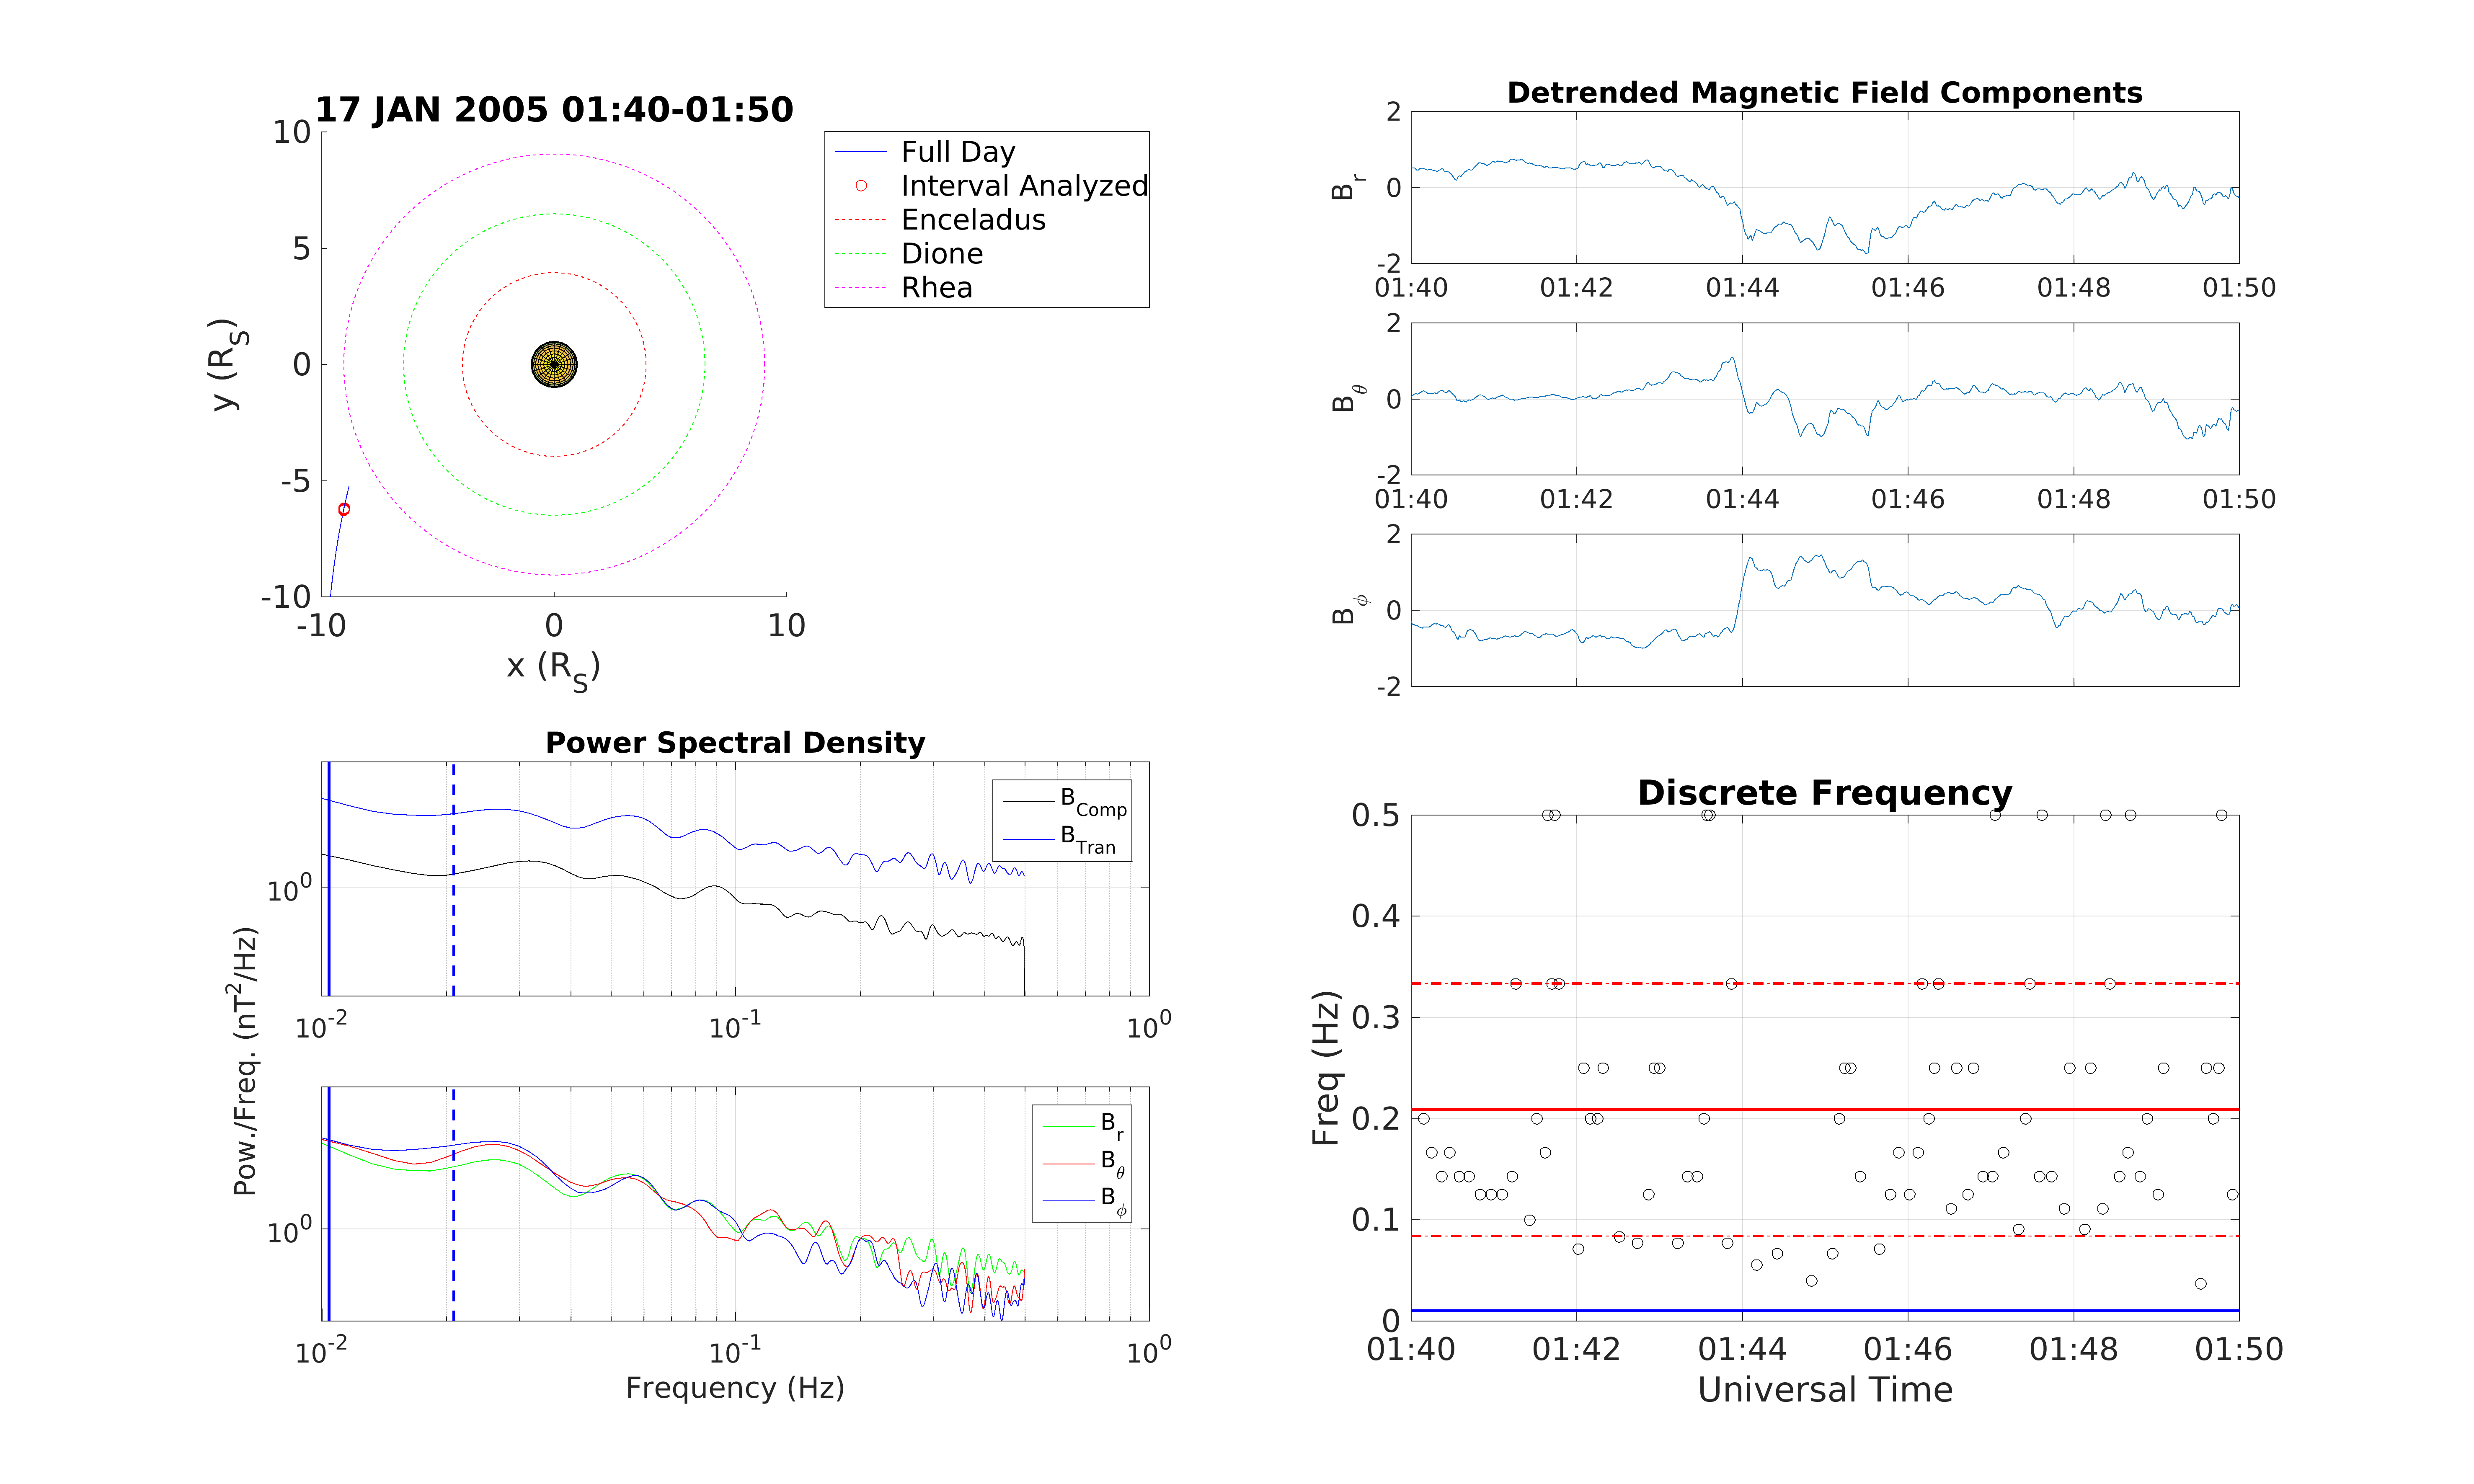 17 JAN 2005 01:40-01:50
10
5
0
-5
-10
-10 0 10
x (R_S)
y (R_S)
Full Day
Interval Analyzed
Enceladus
Dione
Rhea
Detrended Magnetic Field Components
2
0
-2
B_r
01:40 01:42 01:44 01:46 01:48 01:50
2
0
-2
B_θ
01:40 01:42 01:44 01:46 01:48 01:50
2
0
-2
B_ϕ
Power Spectral Density
B_Comp
B_Tran
10^0
10^-2 10^-1 10^0
Pow./Freq. (nT^2/Hz)
B_r
B_θ
B_ϕ
10^0
10^-2 10^-1 10^0
Frequency (Hz)
Discrete Frequency
0.5
0.4
0.3
0.2
0.1
0
Freq (Hz)
01:40 01:42 01:44 01:46 01:48 01:50
Universal Time